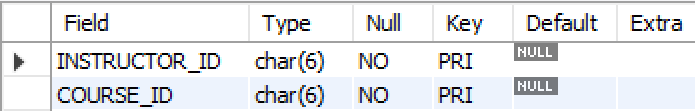 Field Type Null Key Default Extra
INSTRUCTOR_ID char(6) NO PRI NULL
COURSE_ID char(6) NO PRI NULL